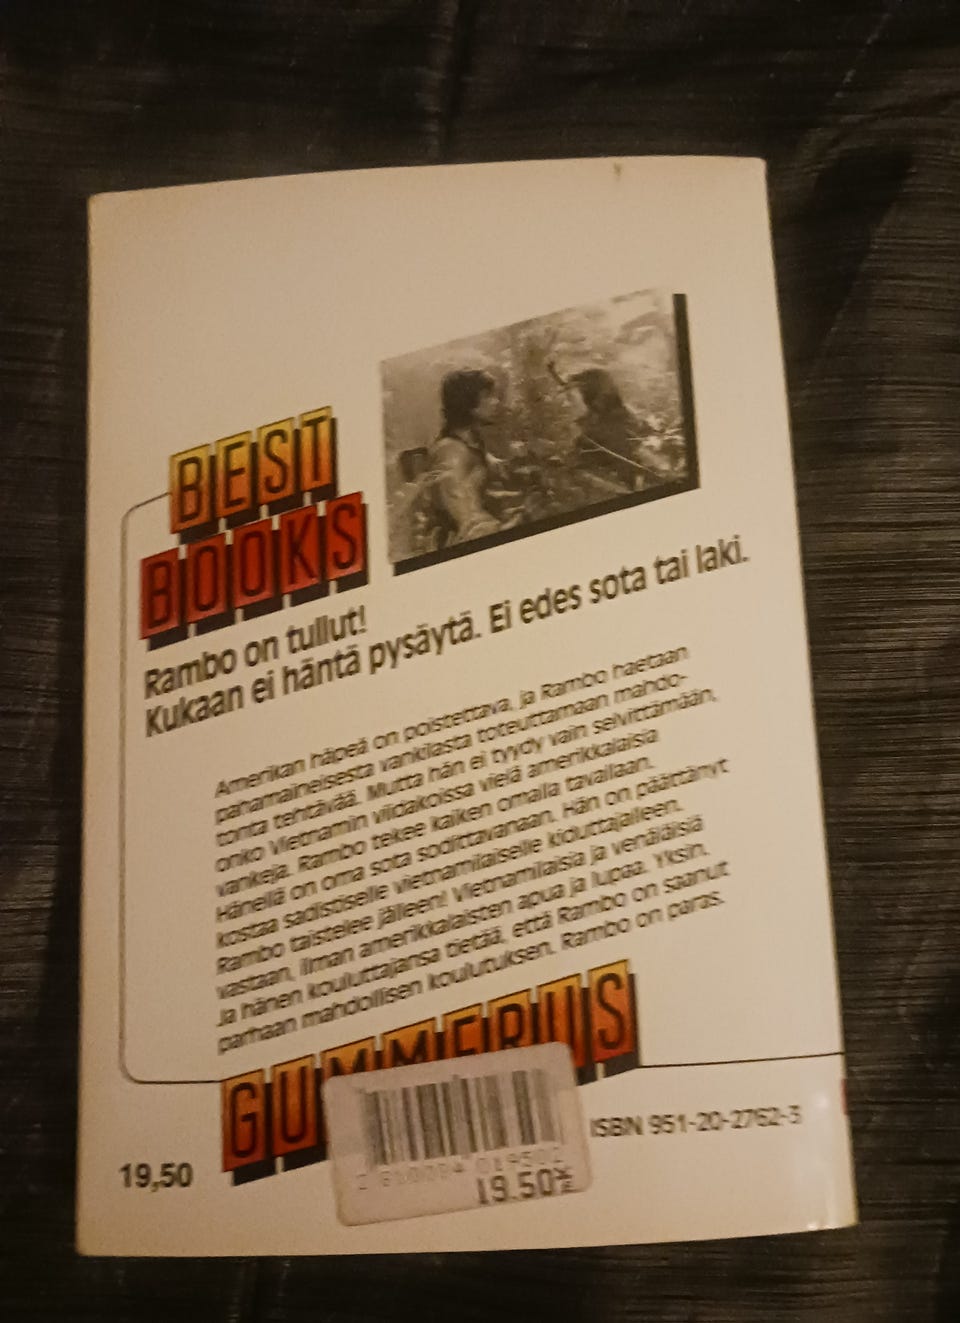 BEST
BOOKS
Rambo on tullut!
Kukaan ei häntä pysäytä. Ei edes sota tai laki.
Amerikan häpeä on poistettava, ja Rambo haetaan
pahamaineisesta vankilasta toteuttamaan mahdo-
tonta tehtävää. Mutta hän ei tyydy vain selvittämään,
onko Vietnamin viidakoissa vielä amerikkalaisia
vankeja. Rambo tekee kaiken omalla tavallaan.
Hänellä on oma sota sodittavanaan. Hän on päättänyt
kostaa sadistiselle vietnamilaiselle kiduttajalleen.
Rambo taistelee jälleen! Vietnamilaisia ja venäläisiä
vastaan, ilman amerikkalaisten apua ja lupaa. Yksin.
Ja hänen kouluttajansa tietää, että Rambo on saanut
parhaan mahdollisen koulutuksen. Rambo on paras.
GUMMERUS
ISBN 951-20-2762-3
19,50
2 610004 019502
19.50